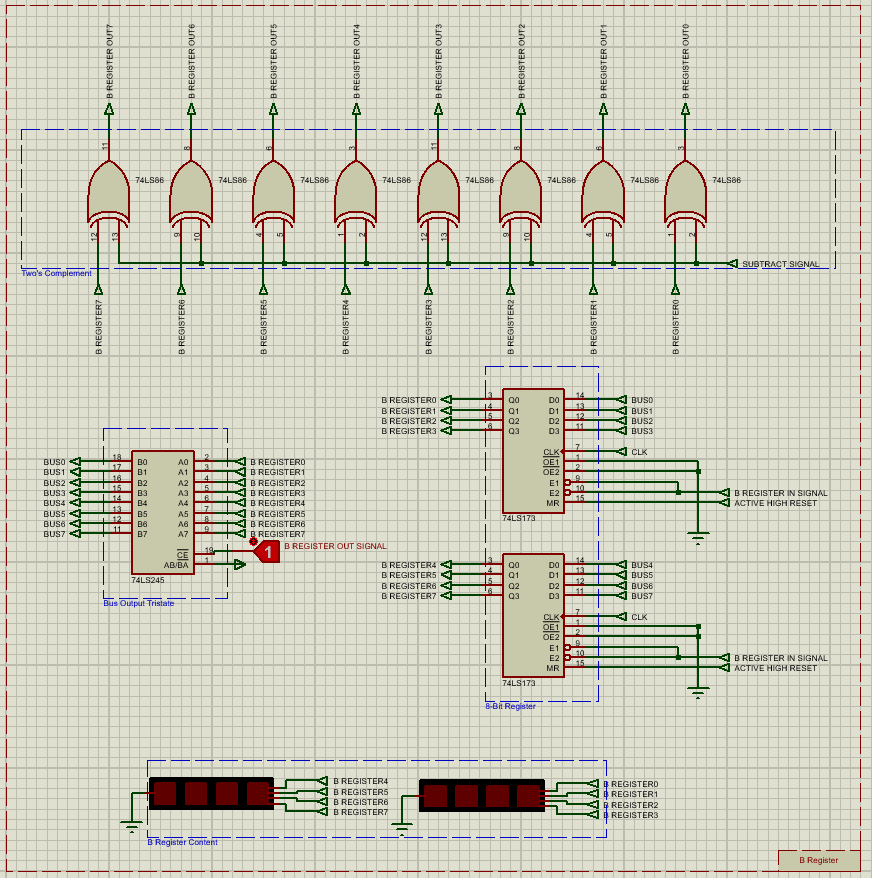 B REGISTER OUT7
B REGISTER OUT6
B REGISTER OUT5
B REGISTER OUT4
B REGISTER OUT3
B REGISTER OUT2
B REGISTER OUT1
B REGISTER OUT0
11 8 6 3 11 8 6 3
74LS86 74LS86 74LS86 74LS86 74LS86 74LS86 74LS86 74LS86
12 13 9 10 4 5 1 2 12 13 9 10 4 5 1 2
SUBTRACT SIGNAL
Two's Complement
B REGISTER7
B REGISTER6
B REGISTER5
B REGISTER4
B REGISTER3
B REGISTER2
B REGISTER1
B REGISTER0
B REGISTER0 3 Q0 D0 14 BUS0
B REGISTER1 4 Q1 D1 13 BUS1
B REGISTER2 5 Q2 D2 12 BUS2
B REGISTER3 6 Q3 D3 11 BUS3
CLK 7 CLK
OE1 1
OE2 2
E1 9
E2 10 B REGISTER IN SIGNAL
MR 15 ACTIVE HIGH RESET
74LS173
BUS0 18 B0 A0 2 B REGISTER0
BUS1 17 B1 A1 3 B REGISTER1
BUS2 16 B2 A2 4 B REGISTER2
BUS3 15 B3 A3 5 B REGISTER3
BUS4 14 B4 A4 6 B REGISTER4
BUS5 13 B5 A5 7 B REGISTER5
BUS6 12 B6 A6 8 B REGISTER6
BUS7 11 B7 A7 9 B REGISTER7
CE 19 1 B REGISTER OUT SIGNAL
AB/BA 1
74LS245
Bus Output Tristate
B REGISTER4 3 Q0 D0 14 BUS4
B REGISTER5 4 Q1 D1 13 BUS5
B REGISTER6 5 Q2 D2 12 BUS6
B REGISTER7 6 Q3 D3 11 BUS7
CLK 7 CLK
OE1 1
OE2 2
E1 9
E2 10 B REGISTER IN SIGNAL
MR 15 ACTIVE HIGH RESET
74LS173
8-Bit Register
B REGISTER4
B REGISTER5
B REGISTER6
B REGISTER7
B REGISTER0
B REGISTER1
B REGISTER2
B REGISTER3
B Register Content
B Register